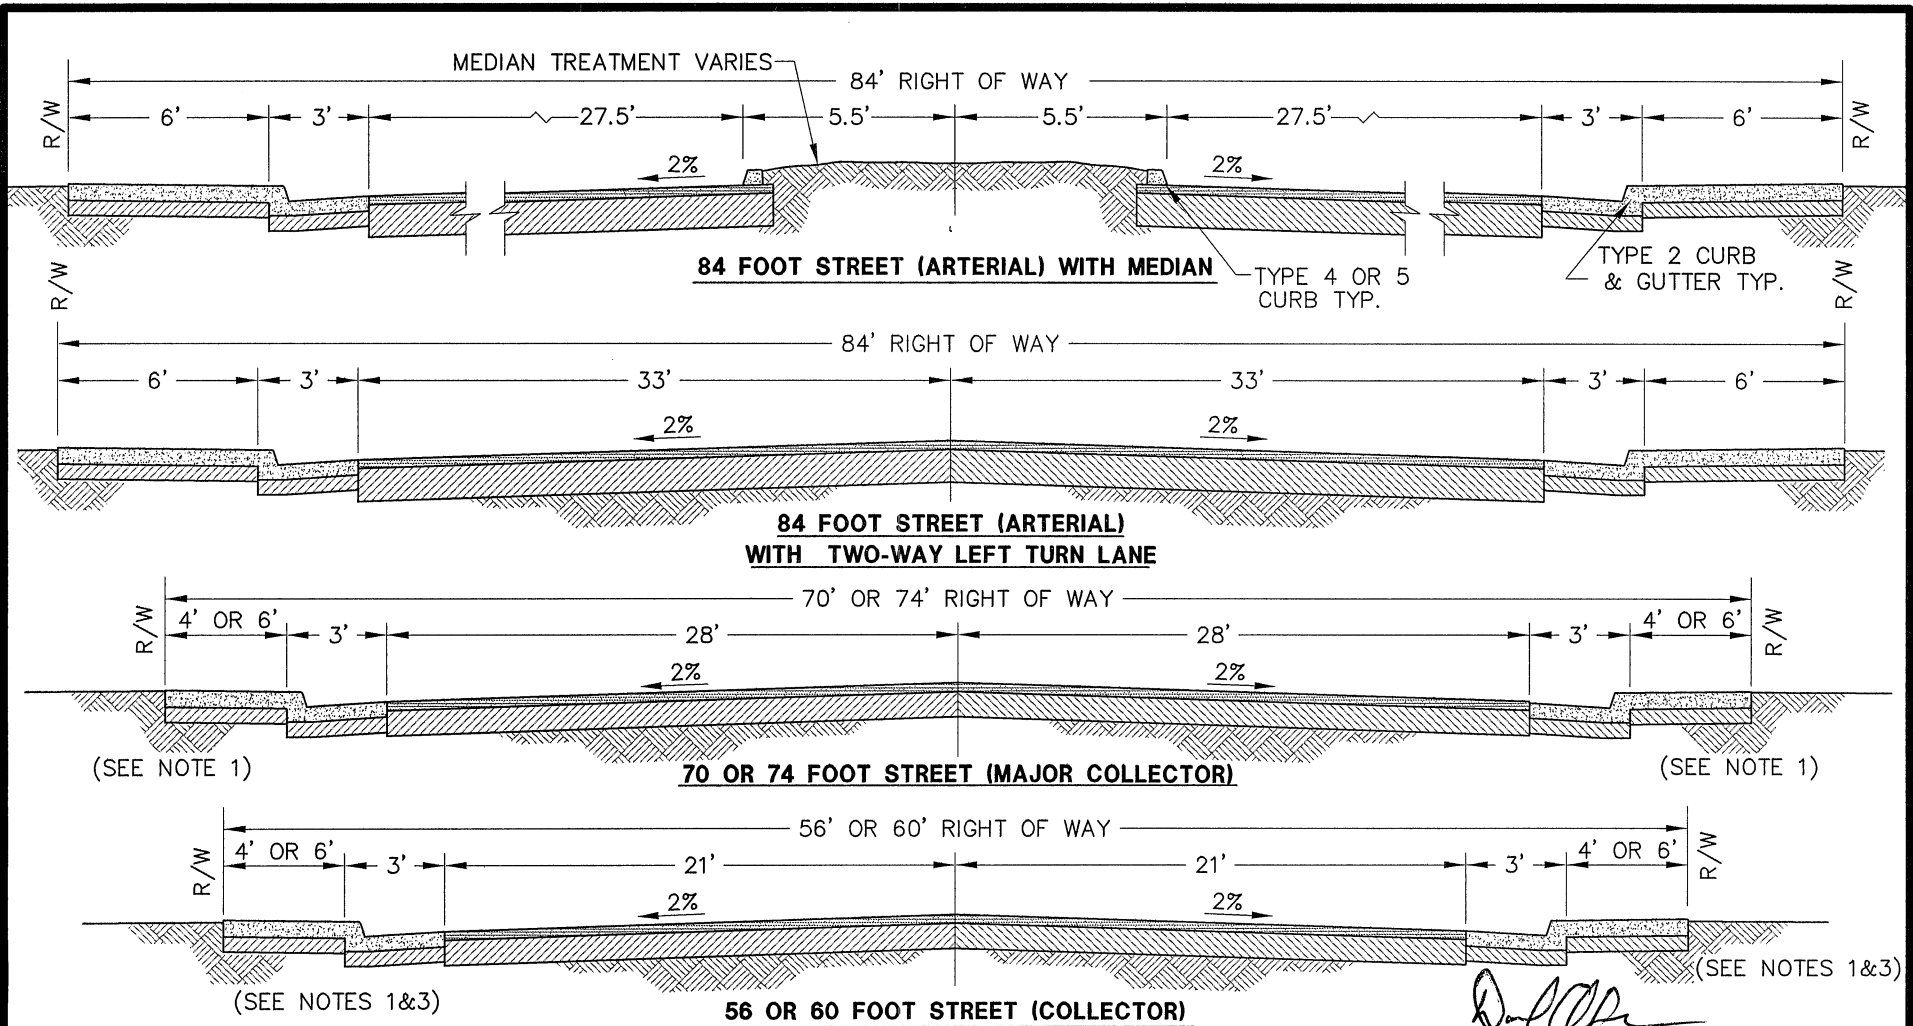 MEDIAN TREATMENT VARIES
84' RIGHT OF WAY
R/W
R/W
6' 3' 27.5' 5.5' 5.5' 27.5' 3' 6'
2% 2%
84 FOOT STREET (ARTERIAL) WITH MEDIAN
TYPE 4 OR 5
CURB TYP.
TYPE 2 CURB
& GUTTER TYP.
R/W
R/W
84' RIGHT OF WAY
6' 3' 33' 33' 3' 6'
2% 2%
84 FOOT STREET (ARTERIAL)
WITH TWO-WAY LEFT TURN LANE
70' OR 74' RIGHT OF WAY
R/W
R/W
4' OR 6' 3' 28' 28' 3' 4' OR 6'
2% 2%
(SEE NOTE 1)
(SEE NOTE 1)
70 OR 74 FOOT STREET (MAJOR COLLECTOR)
56' OR 60' RIGHT OF WAY
R/W
R/W
4' OR 6' 3' 21' 21' 3' 4' OR 6'
2% 2%
(SEE NOTES 1&3)
(SEE NOTES 1&3)
56 OR 60 FOOT STREET (COLLECTOR)